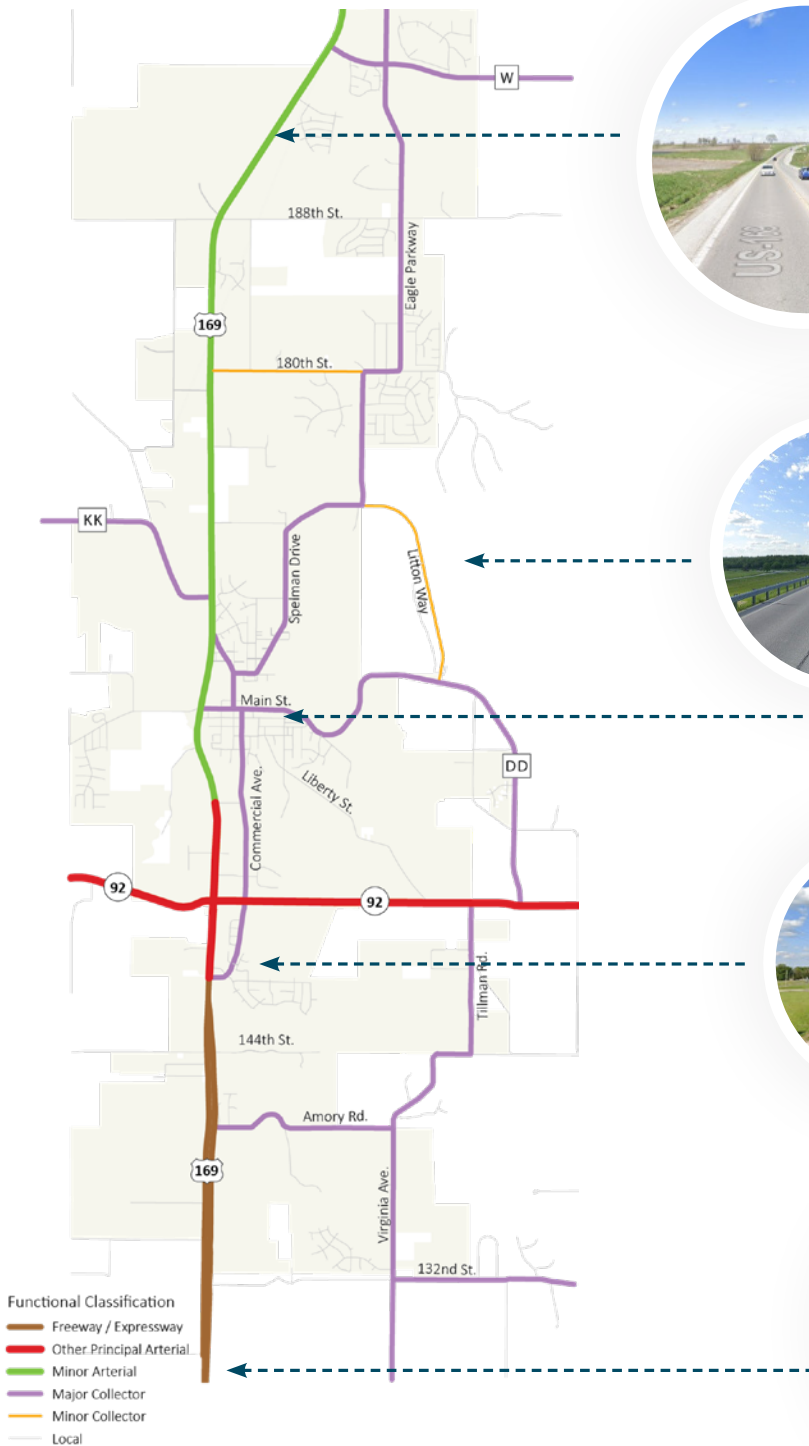 W
188th St.
Eagle Parkway
US-169
169
180th St.
KK
Spelman Drive
Litton Way
Main St.
Liberty St.
Commercial Ave.
DD
92
92
Tillman Rd.
144th St.
Amory Rd.
169
Virginia Ave.
132nd St.
Functional Classification
Freeway / Expressway
Other Principal Arterial
Minor Arterial
Major Collector
Minor Collector
Local